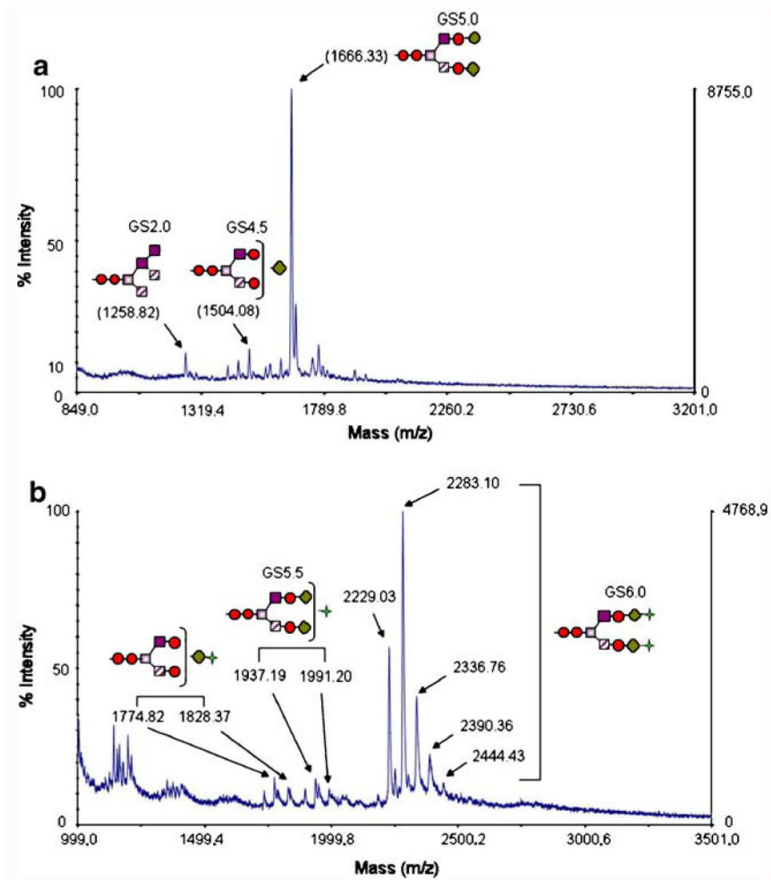 a
GS5.0
(1666.33)
100
8755.0
% Intensity
GS2.0
GS4.5
50
(1258.82)
(1504.08)
10
0
0
849.0 1319.4 1789.8 2260.2 2730.6 3201.0
Mass (m/z)
b
100
2283.10
4768.9
GS5.5
2229.03
GS6.0
% Intensity
50
1937.19 1991.20
2336.76
1774.82 1828.37
2390.36
2444.43
0
0
999.0 1499.4 1999.8 2500.2 3000.6 3501.0
Mass (m/z)